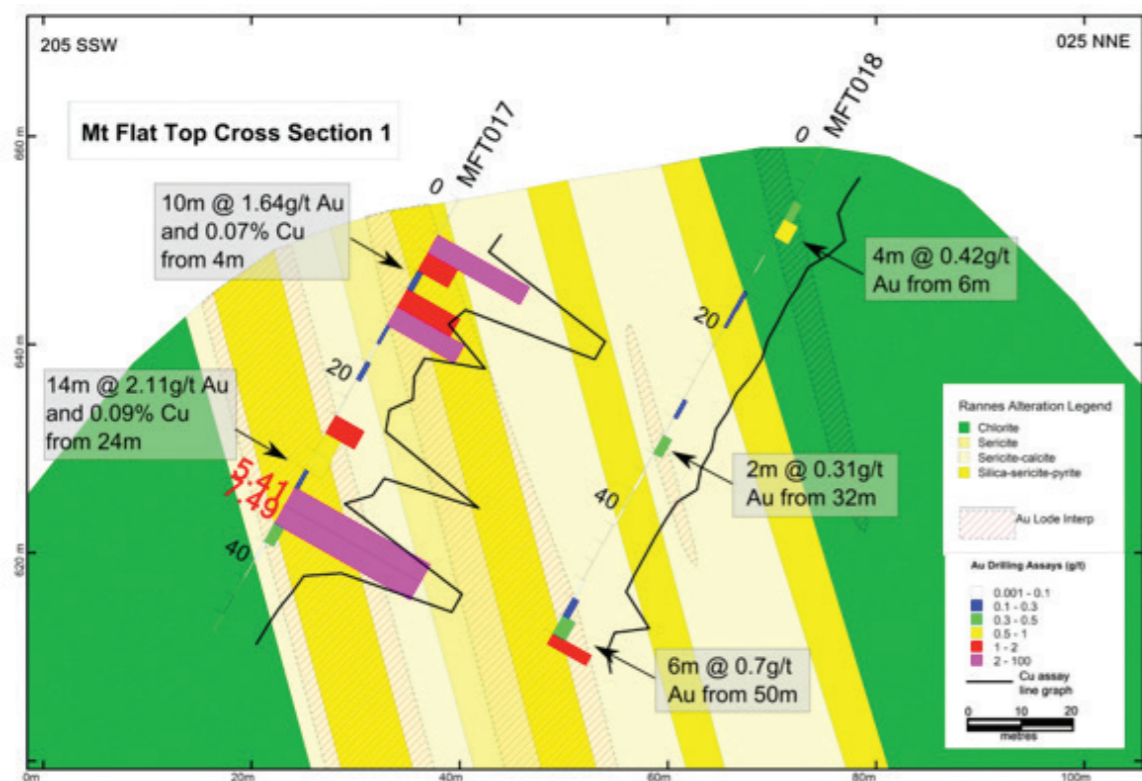 205 SSW
025 NNE
Mt Flat Top Cross Section 1
0 MFT017
0 MFT018
660 m
640 m
620 m
10m @ 1.64g/t Au
and 0.07% Cu
from 4m
4m @ 0.42g/t
Au from 6m
20
20
14m @ 2.11g/t Au
and 0.09% Cu
from 24m
5.41
7.49
40
40
2m @ 0.31g/t
Au from 32m
6m @ 0.7g/t
Au from 50m
Rannes Alteration Legend
Chlorite
Sericite
Sericite-calcite
Silica-sericite-pyrite
Au Lode Interp
Au Drilling Assays (g/t)
0.001 - 0.1
0.1 - 0.3
0.3 - 0.5
0.5 - 1
1 - 2
2 - 100
Cu assay
line graph
0 10 20
metres
0m 20m 40m 60m 80m 100m